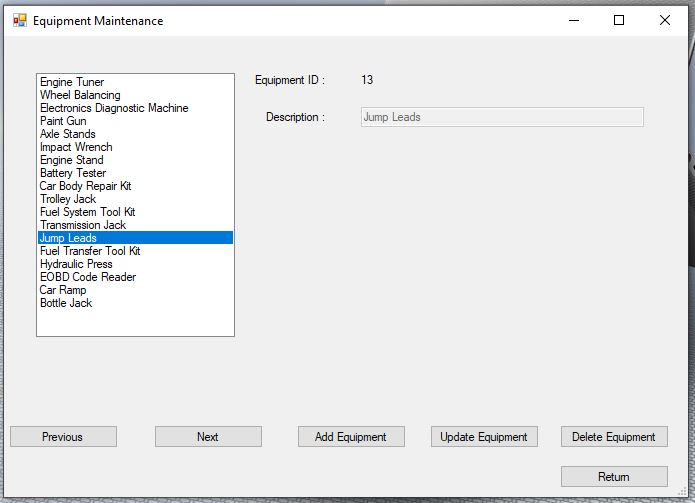 Equipment Maintenance
Engine Tuner
Wheel Balancing
Electronics Diagnostic Machine
Paint Gun
Axle Stands
Impact Wrench
Engine Stand
Battery Tester
Car Body Repair Kit
Trolley Jack
Fuel System Tool Kit
Transmission Jack
Jump Leads
Fuel Transfer Tool Kit
Hydraulic Press
EOBD Code Reader
Car Ramp
Bottle Jack
Equipment ID : 13
Description : Jump Leads
Previous Next Add Equipment Update Equipment Delete Equipment
Return